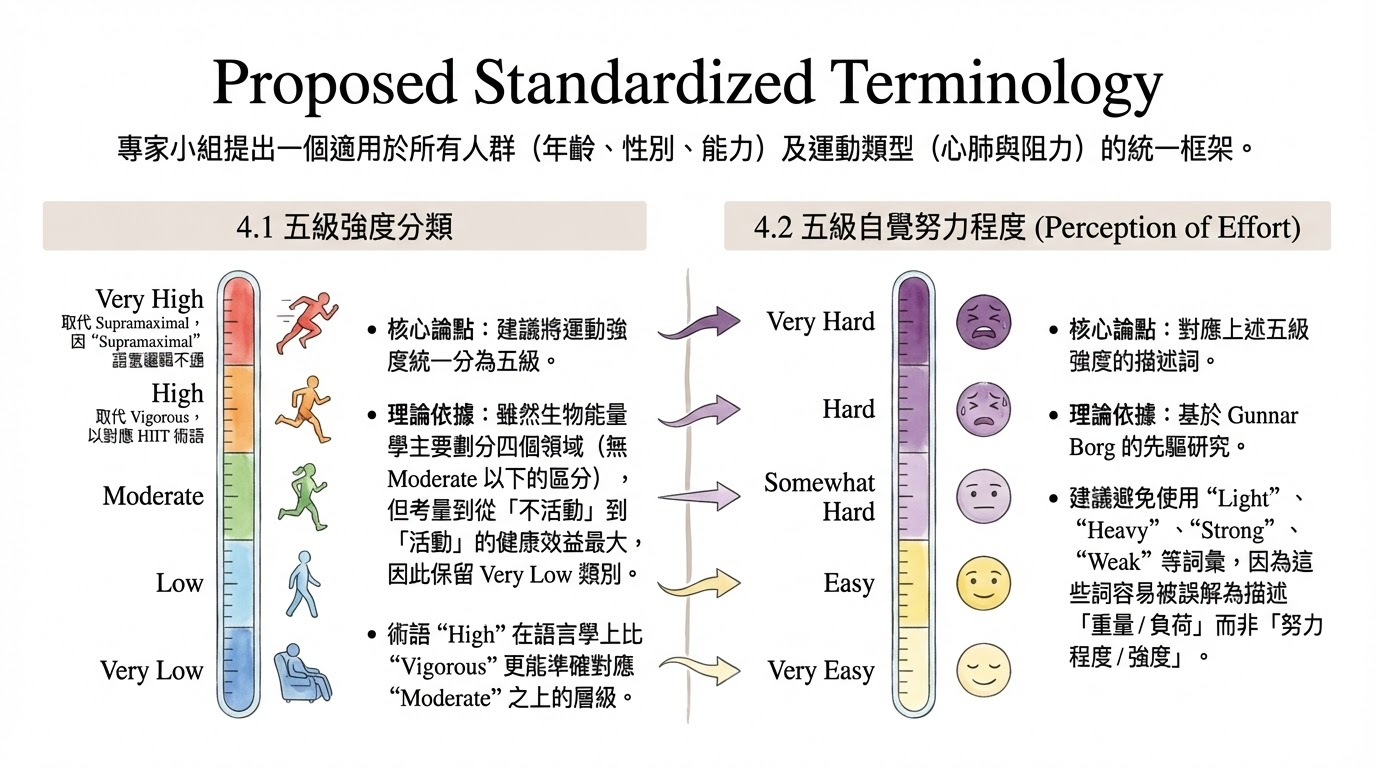 Proposed Standardized Terminology
專家小組提出一個適用於所有人群（年齡、性別、能力）及運動類型（心肺與阻力）的統一框架。
4.1 五級強度分類
Very High
取代 Supramaximal，
因 “Supramaximal”
不通
High
取代 Vigorous，
以對應 HIIT 術語
Moderate
Low
Very Low
• 核心論點：建議將運動強
度統一分為五級。
• 理論依據：雖然生物能量
學主要劃分四個領域（無
Moderate 以下的區分），
但考量到從「不活動」到
「活動」的健康效益最大，
因此保留 Very Low 類別。
• 術語 “High” 在語言學上比
“Vigorous” 更能準確對應
“Moderate” 之上的層級。
4.2 五級自覺努力程度 (Perception of Effort)
Very Hard
Hard
Somewhat
Hard
Easy
Very Easy
• 核心論點：對應上述五級
強度的描述詞。
• 理論依據：基於 Gunnar
Borg 的先驅研究。
• 建議避免使用 “Light”、
“Heavy”、“Strong”、
“Weak” 等詞彙，因為這
些詞容易被誤解為描述
「重量 / 負荷」而非「努力
程度 / 強度」。